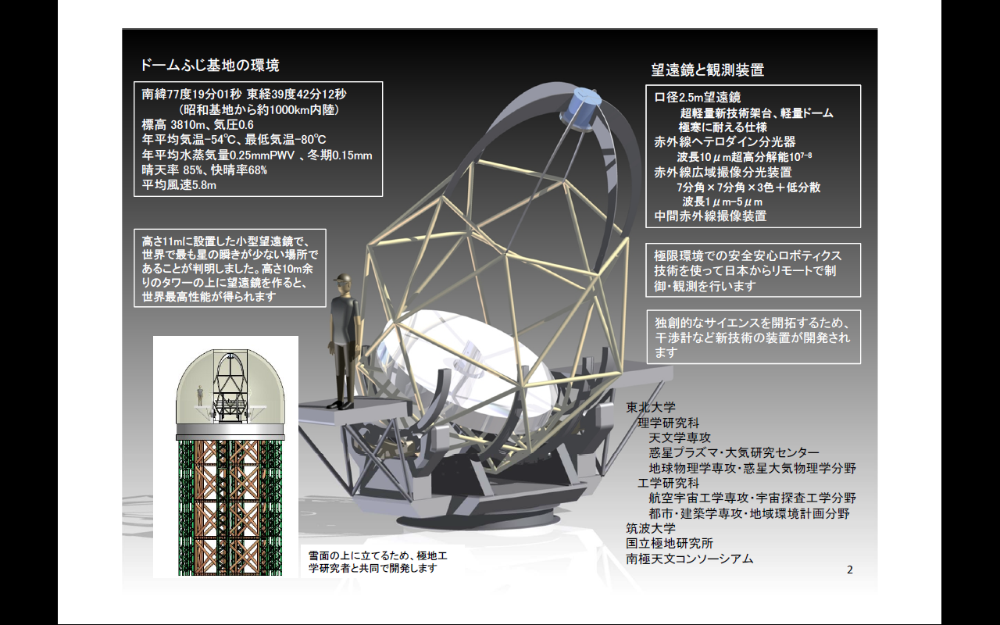 ドームふじ基地の環境
南緯77度19分01秒 東経39度42分12秒
(昭和基地から約1000km内陸)
標高 3810m、気圧0.6
年平均気温-54℃、最低気温-80℃
年平均水蒸気量0.25mmPWV 、冬期0.15mm
晴天率 85%、快晴率68%
平均風速5.8m
高さ11mに設置した小型望遠鏡で、
世界で最も星の瞬きが少ない場所で
あることが判明しました。高さ10m余
りのタワーの上に望遠鏡を作ると、
世界最高性能が得られます
雪面の上に立てるため、極地工
学研究者と共同で開発します
望遠鏡と観測装置
口径2.5m望遠鏡
超軽量新技術架台、軽量ドーム
極寒に耐える仕様
赤外線ヘテロダイン分光器
波長10μm超高分解能10⁷⁻⁸
赤外線広域撮像分光装置
7分角×7分角×3色＋低分散
波長1μm-5μm
中間赤外線撮像装置
極限環境での安全安心ロボティクス
技術を使って日本からリモートで制
御・観測を行います
独創的なサイエンスを開拓するため、
干渉計など新技術の装置が開発され
ます
東北大学
理学研究科
天文学専攻
惑星プラズマ・大気研究センター
地球物理学専攻・惑星大気物理学分野
工学研究科
航空宇宙工学専攻・宇宙探査工学分野
都市・建築学専攻・地域環境計画分野
筑波大学
国立極地研究所
南極天文コンソーシアム
2